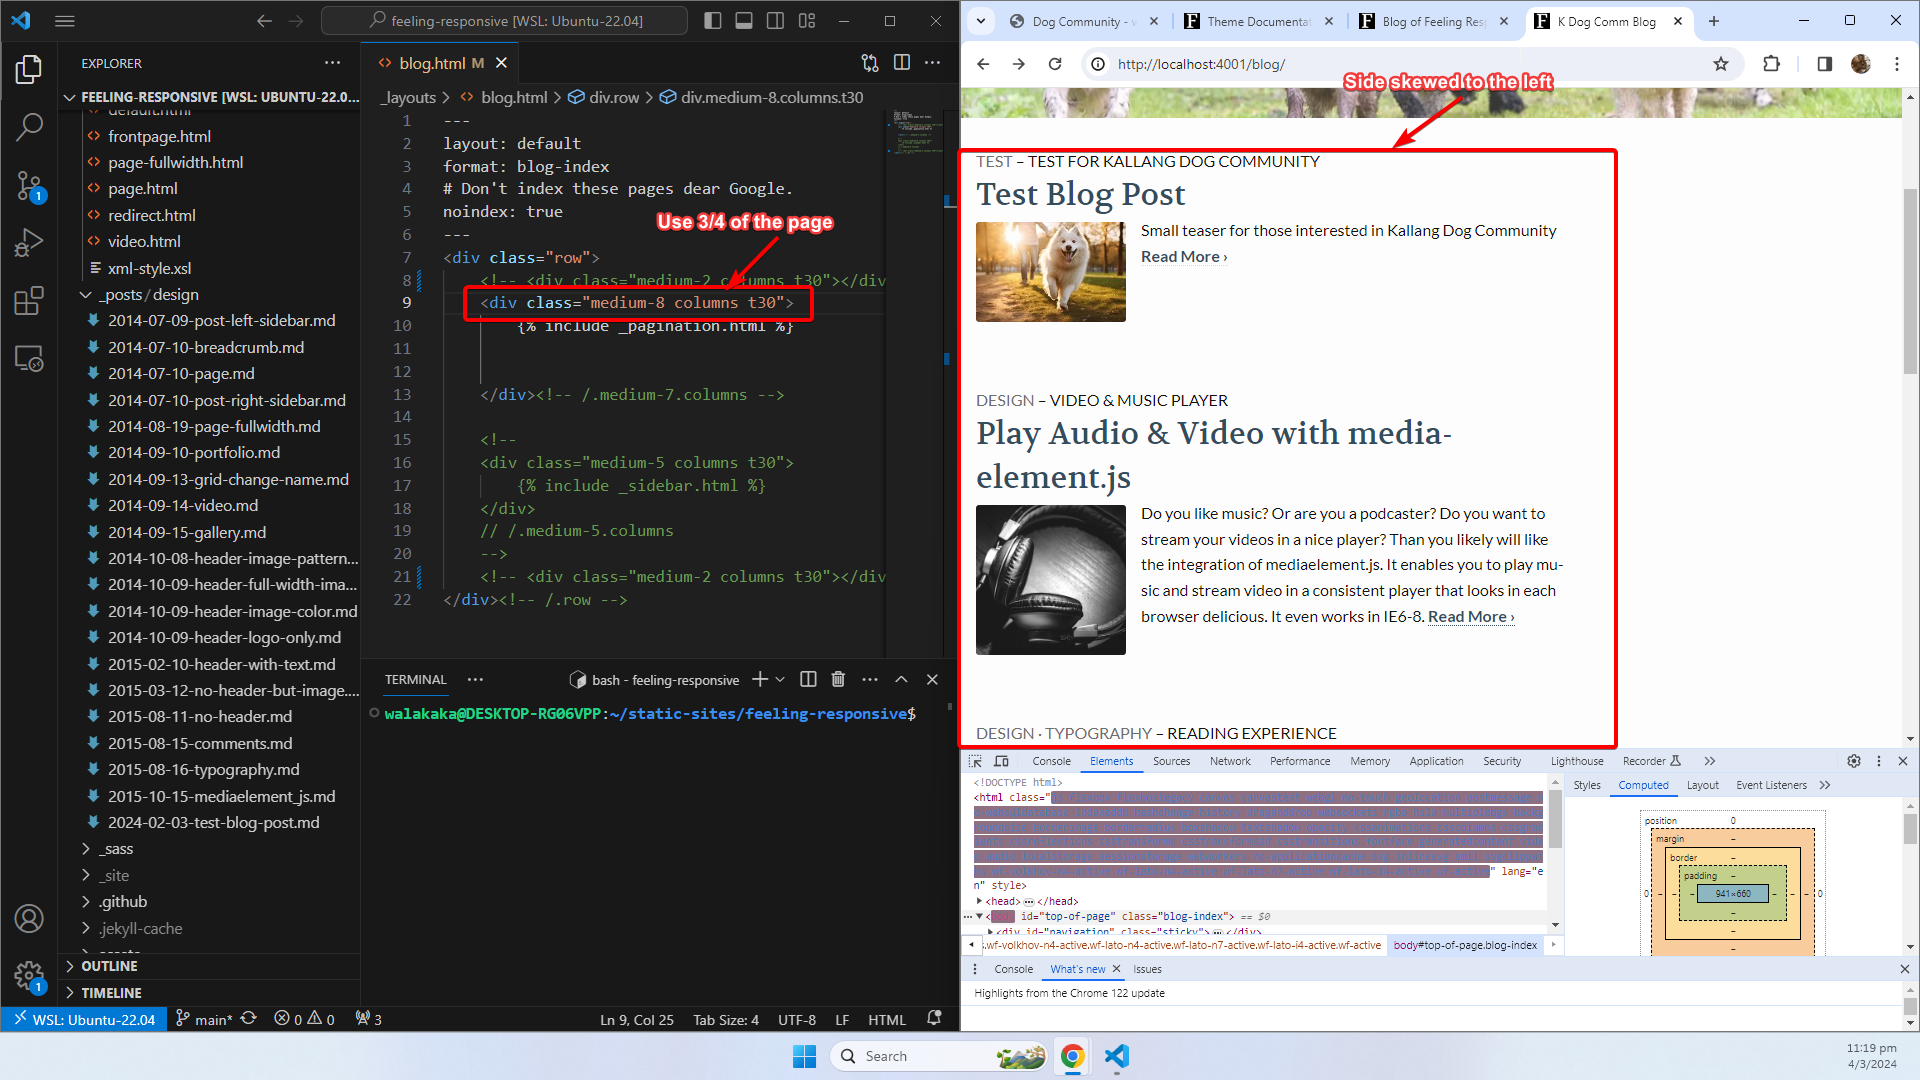 feeling-responsive [WSL: Ubuntu-22.04]
EXPLORER
FEELING-RESPONSIVE [WSL: UBUNTU-22.0...
default.html
frontpage.html
page-fullwidth.html
page.html
redirect.html
video.html
xml-style.xsl
_posts / design
2014-07-09-post-left-sidebar.md
2014-07-10-breadcrumb.md
2014-07-10-page.md
2014-07-10-post-right-sidebar.md
2014-08-19-page-fullwidth.md
2014-09-10-portfolio.md
2014-09-13-grid-change-name.md
2014-09-14-video.md
2014-09-15-gallery.md
2014-10-08-header-image-pattern...
2014-10-09-header-full-width-ima...
2014-10-09-header-image-color.md
2014-10-09-header-logo-only.md
2015-02-10-header-with-text.md
2015-03-12-no-header-but-image....
2015-08-11-no-header.md
2015-08-15-comments.md
2015-08-16-typography.md
2015-10-15-mediaelement_js.md
2024-02-03-test-blog-post.md
_sass
_site
.github
.jekyll-cache
OUTLINE
TIMELINE
1
1
blog.html M
_layouts > blog.html > div.row > div.medium-8.columns.t30
1 ---
2 layout: default
3 format: blog-index
4 # Don't index these pages dear Google.
5 noindex: true
6 ---
Use 3/4 of the page
7 <div class="row">
8 <!-- <div class="medium-2 columns t30"></div
9 <div class="medium-8 columns t30">
10 {% include _pagination.html %}
11
12
13 </div><!-- /.medium-7.columns -->
14
15 <!--
16 <div class="medium-5 columns t30">
17 {% include _sidebar.html %}
18 </div>
19 // /.medium-5.columns
20 -->
21 <!-- <div class="medium-2 columns t30"></div
22 </div><!-- /.row -->
TERMINAL
bash - feeling-responsive
walakaka@DESKTOP-RG06VPP:~/static-sites/feeling-responsive$
WSL: Ubuntu-22.04
main*
0 0
3
Ln 9, Col 25
Tab Size: 4
UTF-8
LF
HTML
Dog Community - w
Theme Documentat
Blog of Feeling Resp
K Dog Comm Blog
http://localhost:4001/blog/
Side skewed to the left
TEST – TEST FOR KALLANG DOG COMMUNITY
Test Blog Post
Small teaser for those interested in Kallang Dog Community
Read More ›
DESIGN – VIDEO & MUSIC PLAYER
Play Audio & Video with media-
element.js
Do you like music? Or are you a podcaster? Do you want to
stream your videos in a nice player? Than you likely will like
the integration of mediaelement.js. It enables you to play mu-
sic and stream video in a consistent player that looks in each
browser delicious. It even works in IE6-8. Read More ›
DESIGN · TYPOGRAPHY – READING EXPERIENCE
Console
Elements
Sources
Network
Performance
Memory
Application
Security
Lighthouse
Recorder
<!DOCTYPE html>
<html class="
" lang="e
n" style>
<head> </head>
id="top-of-page" class="blog-index"> == $0
<div id="navigation" class="sticky"> </div>
s.wf-volkhov-n4-active.wf-lato-n4-active.wf-lato-n7-active.wf-lato-i4-active.wf-active
body#top-of-page.blog-index
Styles
Computed
Layout
Event Listeners
position 0
margin –
border –
padding –
0 – – – 941×660 – – – 0
–
–
–
Console
What's new
Issues
Highlights from the Chrome 122 update
Search
11:19 pm
4/3/2024